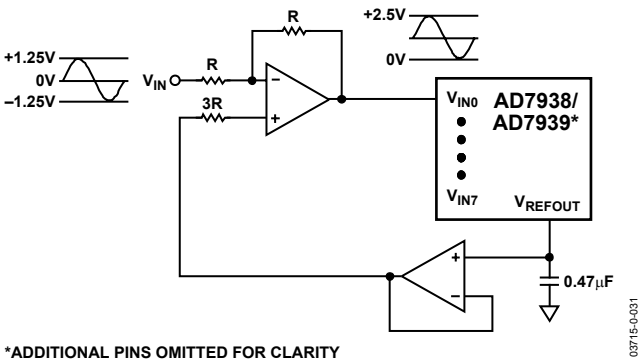 R
+2.5V
0V
+1.25V
0V
–1.25V
VIN
R
3R
–
+
VIN0
AD7938/
AD7939*
VIN7
VREFOUT
+
–
0.47µF
*ADDITIONAL PINS OMITTED FOR CLARITY
03715-0-031